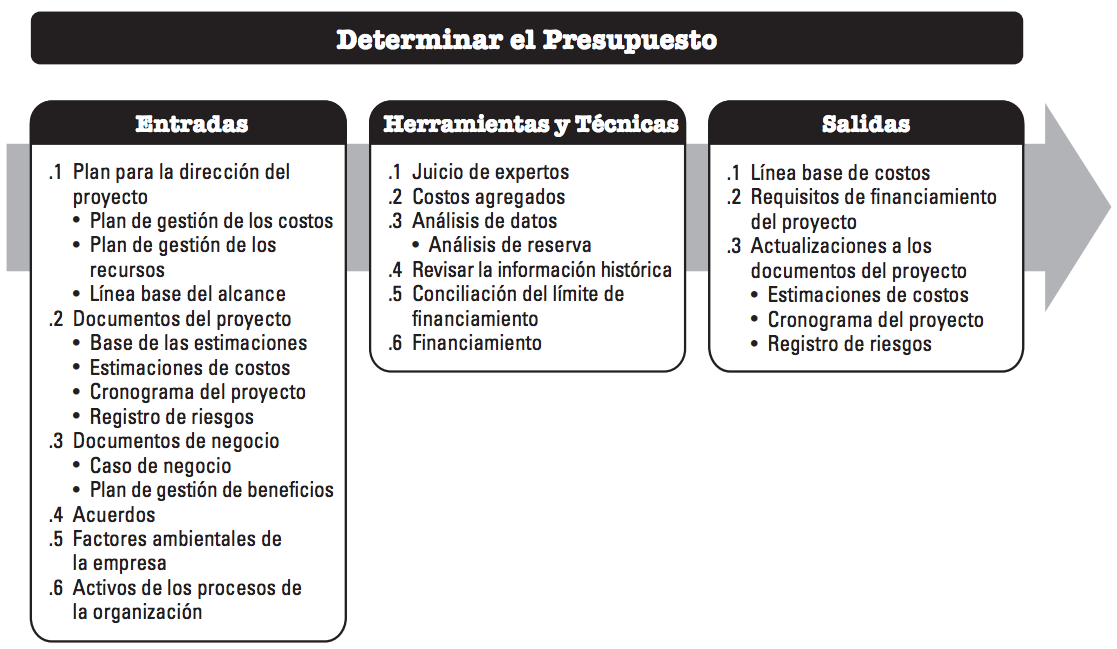 Determinar el Presupuesto
Entradas
.1 Plan para la dirección del
proyecto
• Plan de gestión de los costos
• Plan de gestión de los
recursos
• Línea base del alcance
.2 Documentos del proyecto
• Base de las estimaciones
• Estimaciones de costos
• Cronograma del proyecto
• Registro de riesgos
.3 Documentos de negocio
• Caso de negocio
• Plan de gestión de beneficios
.4 Acuerdos
.5 Factores ambientales de
la empresa
.6 Activos de los procesos de
la organización
Herramientas y Técnicas
.1 Juicio de expertos
.2 Costos agregados
.3 Análisis de datos
• Análisis de reserva
.4 Revisar la información histórica
.5 Conciliación del límite de
financiamiento
.6 Financiamiento
Salidas
.1 Línea base de costos
.2 Requisitos de financiamiento
del proyecto
.3 Actualizaciones a los
documentos del proyecto
• Estimaciones de costos
• Cronograma del proyecto
• Registro de riesgos